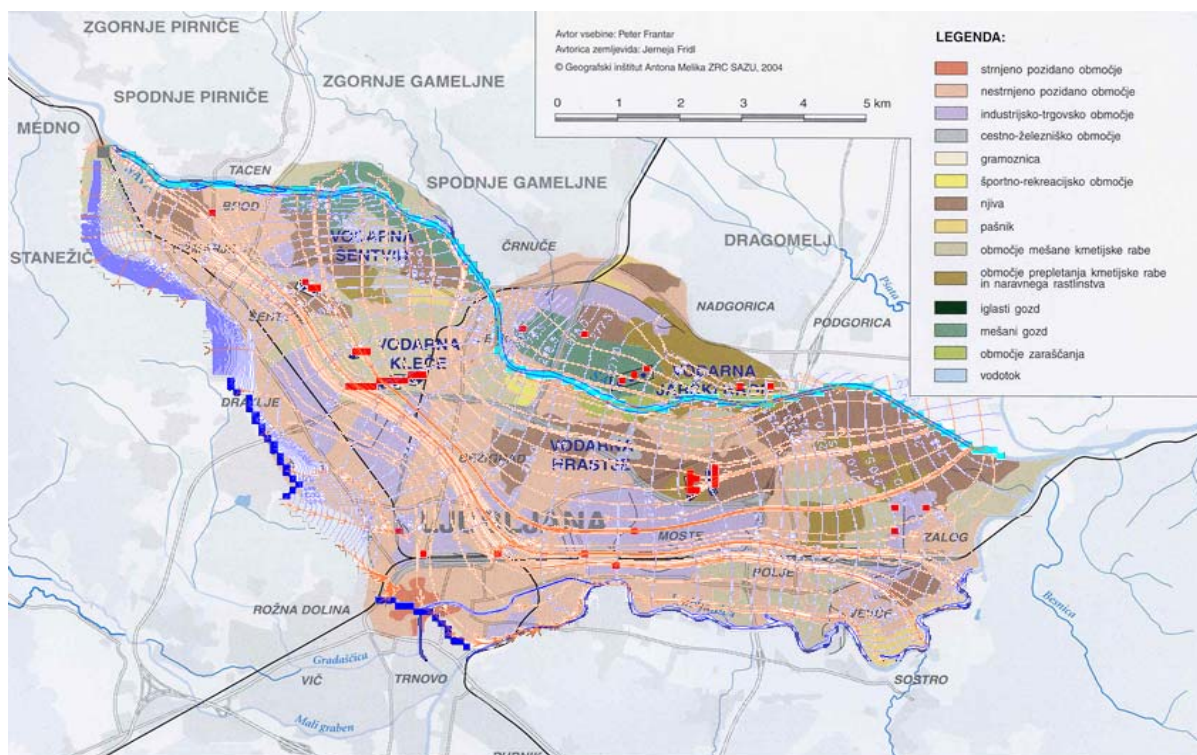 ZGORNJE PIRNIČE
ZGORNJE GAMELJNE
SPODNJE PIRNIČE
MEDNO
TACEN
SPODNJE GAMELJNE
BROD
STANEŽIČ
VODARNA
ŠENTVID
ČRNUČE
DRAGOMELJ
Pšata
NADGORICA
PODGORICA
VODARNA
KLEČE
VODARNA
JARŠKI BROD
DRAVLJE
BEŽIGRAD
VODARNA
HRASTJE
LJUBLJANA
MOSTE
ZALOG
POLJE
ROŽNA DOLINA
Besnica
Gradaščica
VIČ
TRNOVO
SOSTRO
Mali graben
Avtor vsebine: Peter Frantar
Avtorica zemljevida: Jerneja Fridl
© Geografski inštitut Antona Melika ZRC SAZU, 2004
0 1 2 3 4 5 km
LEGENDA:
strnjeno pozidano območje
nestrnjeno pozidano območje
industrijsko-trgovsko območje
cestno-železniško območje
gramoznica
športno-rekreacijsko območje
njiva
pašnik
območje mešane kmetijske rabe
območje prepletanja kmetijske rabe
in naravnega rastlinstva
iglasti gozd
mešani gozd
območje zaraščanja
vodotok